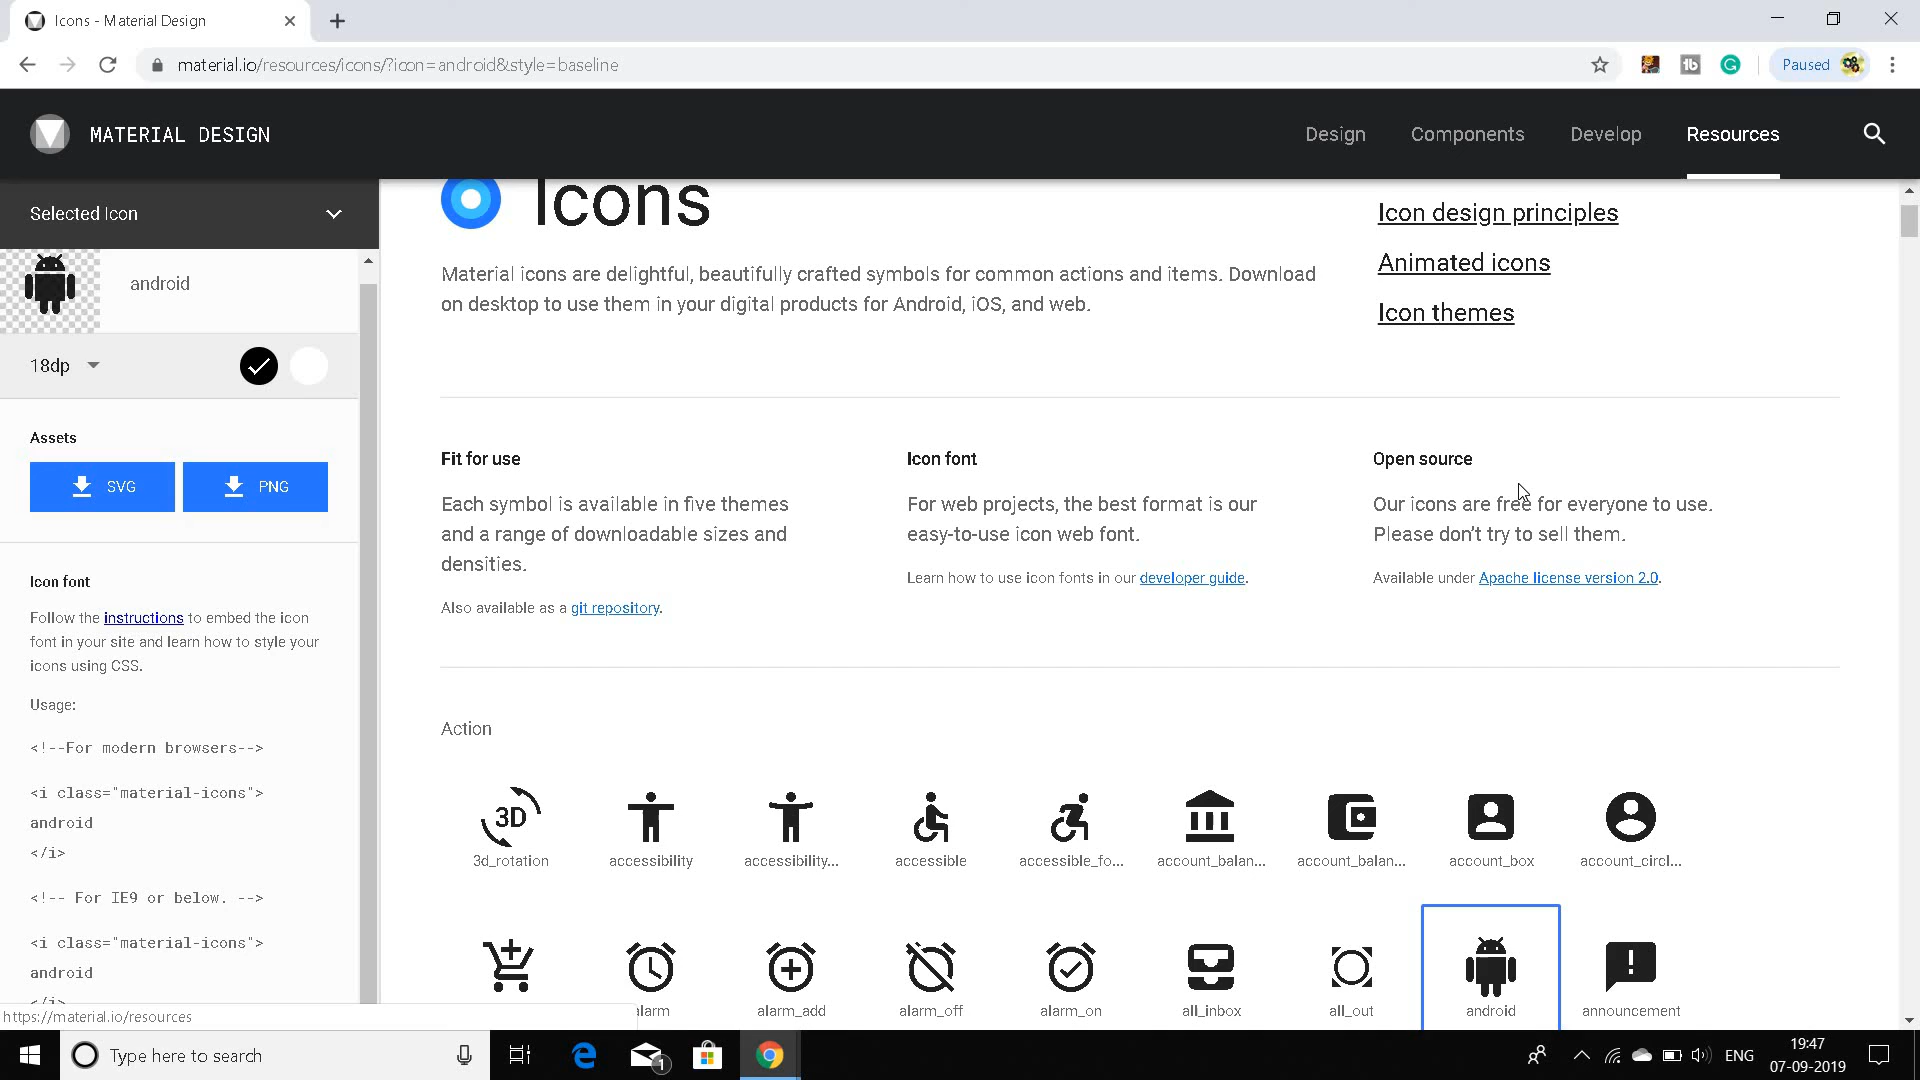 Icons - Material Design
material.io/resources/icons/?icon=android&style=baseline
Paused
MATERIAL DESIGN
Design
Components
Develop
Resources
Selected Icon
android
18dp
Assets
SVG
PNG
Icon font
Follow the instructions to embed the icon
font in your site and learn how to style your
icons using CSS.
Usage:
<!--For modern browsers-->
<i class="material-icons">
android
</i>
<!-- For IE9 or below. -->
<i class="material-icons">
android
</i>
https://material.io/resources
Icons
Material icons are delightful, beautifully crafted symbols for common actions and items. Download
on desktop to use them in your digital products for Android, iOS, and web.
Icon design principles
Animated icons
Icon themes
Fit for use
Each symbol is available in five themes
and a range of downloadable sizes and
densities.
Also available as a git repository.
Icon font
For web projects, the best format is our
easy-to-use icon web font.
Learn how to use icon fonts in our developer guide.
Open source
Our icons are free for everyone to use.
Please don't try to sell them.
Available under Apache license version 2.0.
Action
3D
3d_rotation
accessibility
accessibility...
accessible
accessible_fo...
account_balan...
account_balan...
account_box
account_circl...
alarm
alarm_add
alarm_off
alarm_on
all_inbox
all_out
android
announcement
Type here to search
1
ENG
19:47
07-09-2019